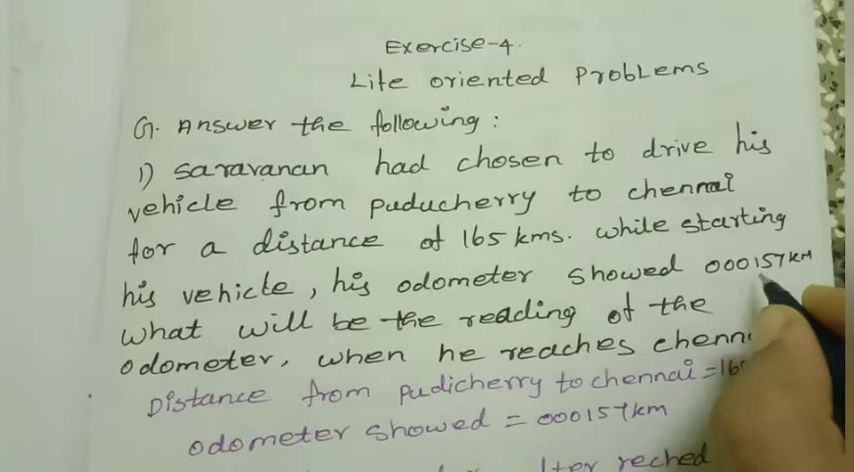 Exercise-4.
Life oriented Problems
G. Answer the following:
1) Saravanan had chosen to drive his
vehicle from Puducherry to chennai
for a distance of 165 kms. while starting
his vehicle, his odometer showed 000157KM
what will be the reading of the
odometer, when he reaches chenn
Distance from pudicherry to chennai = 16
odometer showed = 000157km
reched